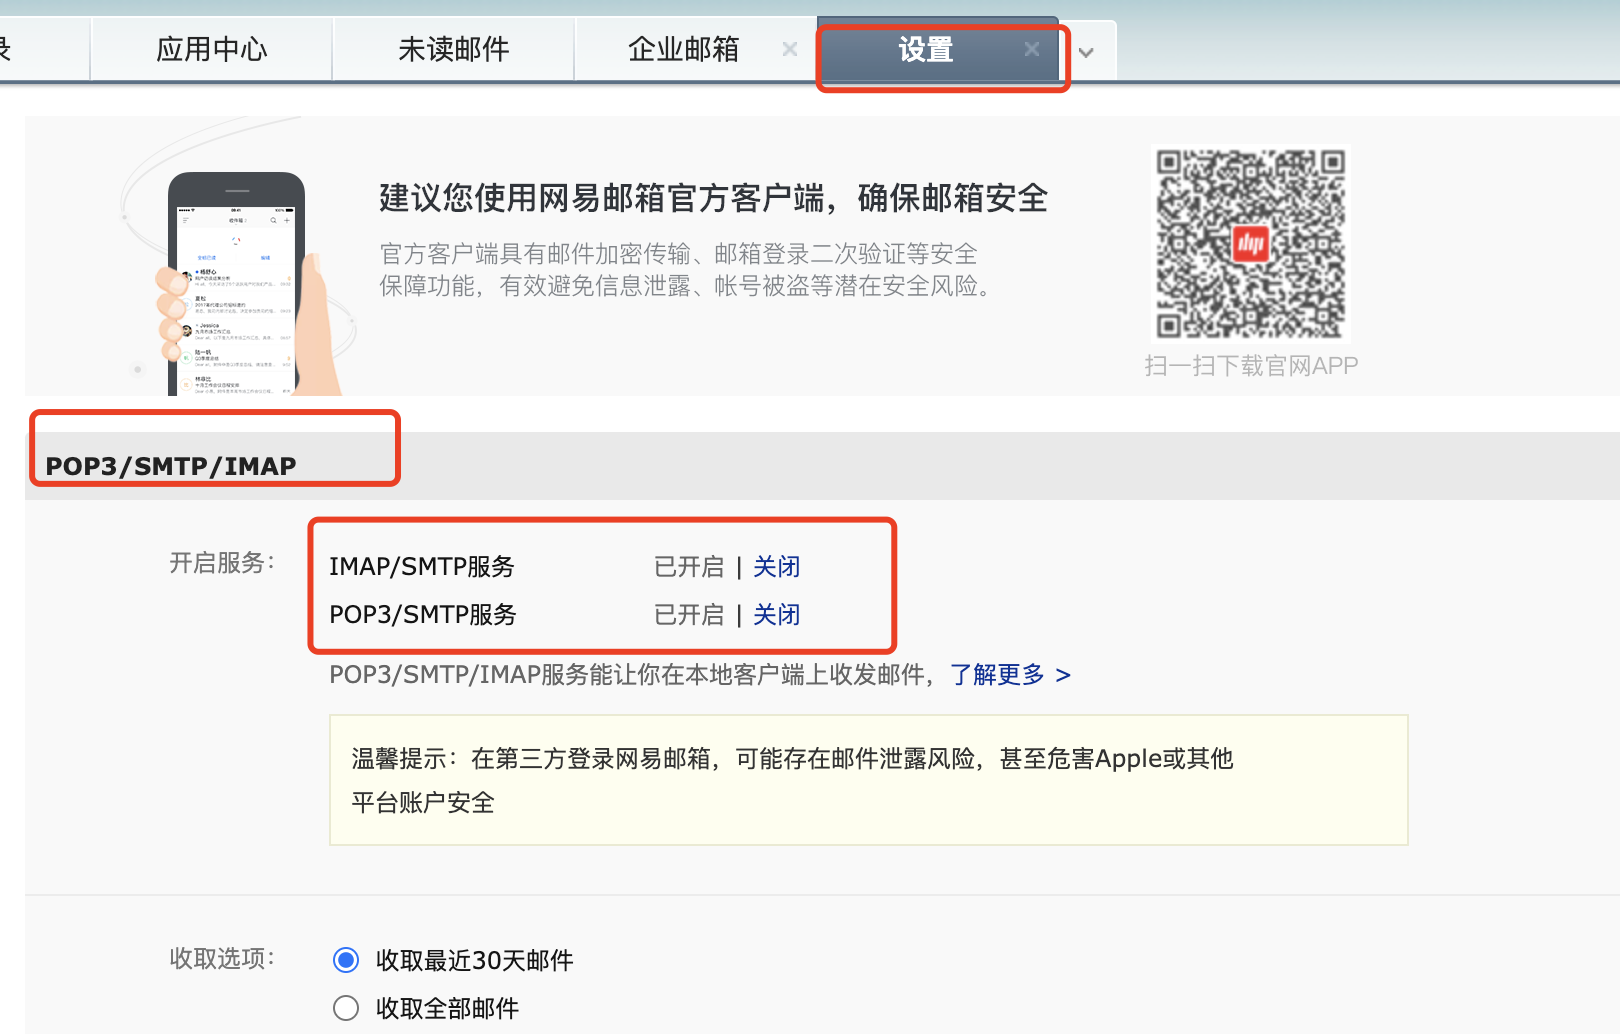 录
应用中心
未读邮件
企业邮箱
设置
建议您使用网易邮箱官方客户端，确保邮箱安全
官方客户端具有邮件加密传输、邮箱登录二次验证等安全
保障功能，有效避免信息泄露、帐号被盗等潜在安全风险。
扫一扫下载官网APP
POP3/SMTP/IMAP
开启服务：
IMAP/SMTP服务 已开启 | 关闭
POP3/SMTP服务 已开启 | 关闭
POP3/SMTP/IMAP服务能让你在本地客户端上收发邮件，了解更多 >
温馨提示：在第三方登录网易邮箱，可能存在邮件泄露风险，甚至危害Apple或其他
平台账户安全
收取选项：
收取最近30天邮件
收取全部邮件